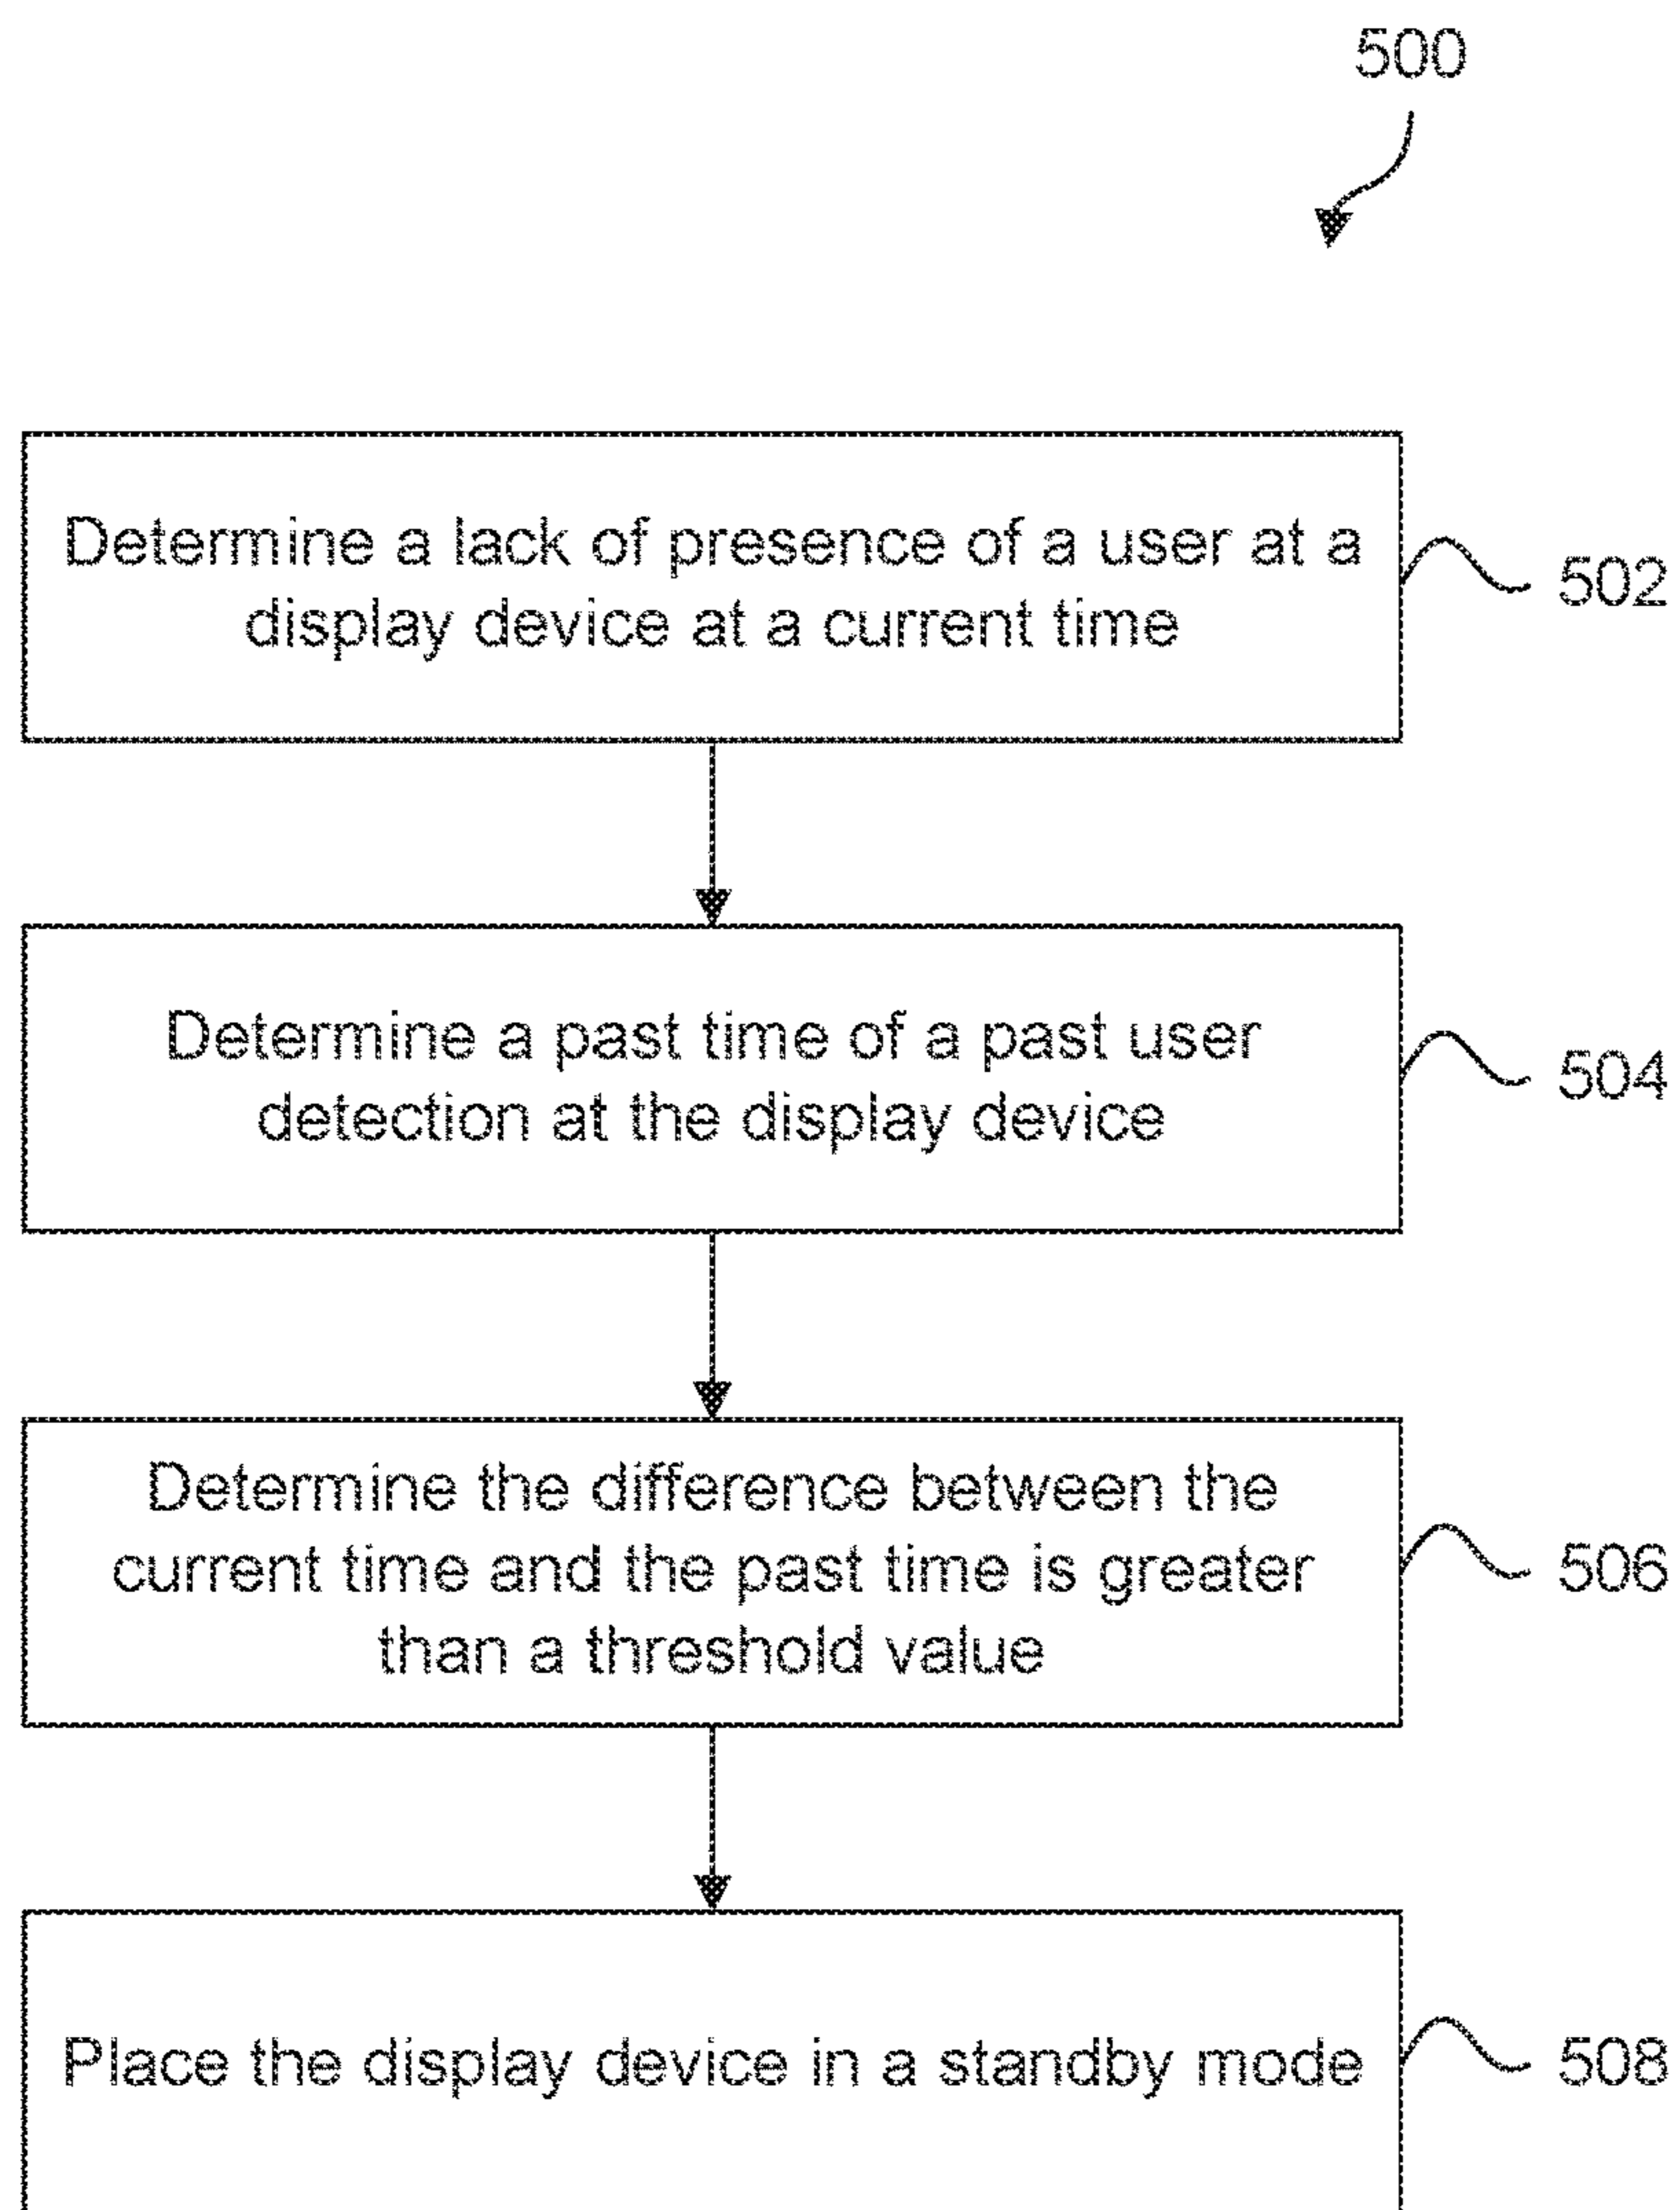 500
Determine a lack of presence of a user at a
display device at a current time
502
Determine a past time of a past user
detection at the display device
504
Determine the difference between the
current time and the past time is greater
than a threshold value
506
Place the display device in a standby mode
508